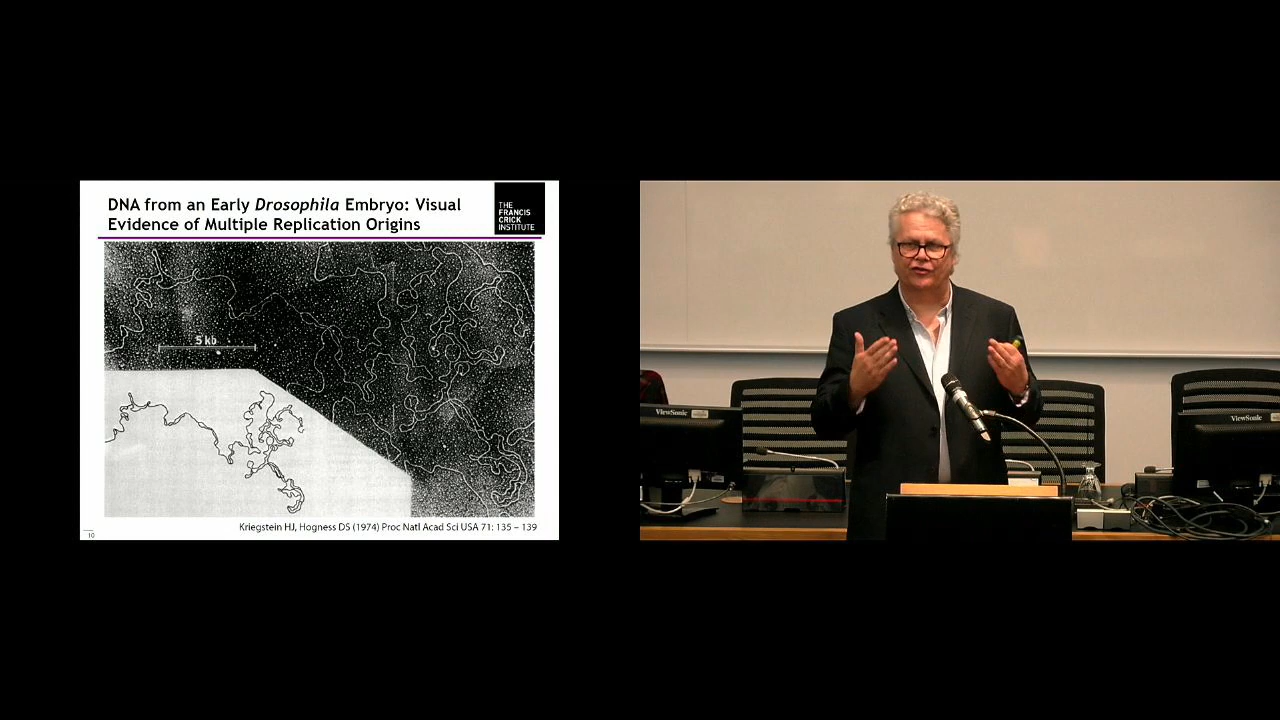 DNA from an Early Drosophila Embryo: Visual
Evidence of Multiple Replication Origins
THE
FRANCIS
CRICK
INSTITUTE
5 kb
Kriegstein HJ, Hogness DS (1974) Proc Natl Acad Sci USA 71: 135 – 139
10
ViewSonic
ViewSonic